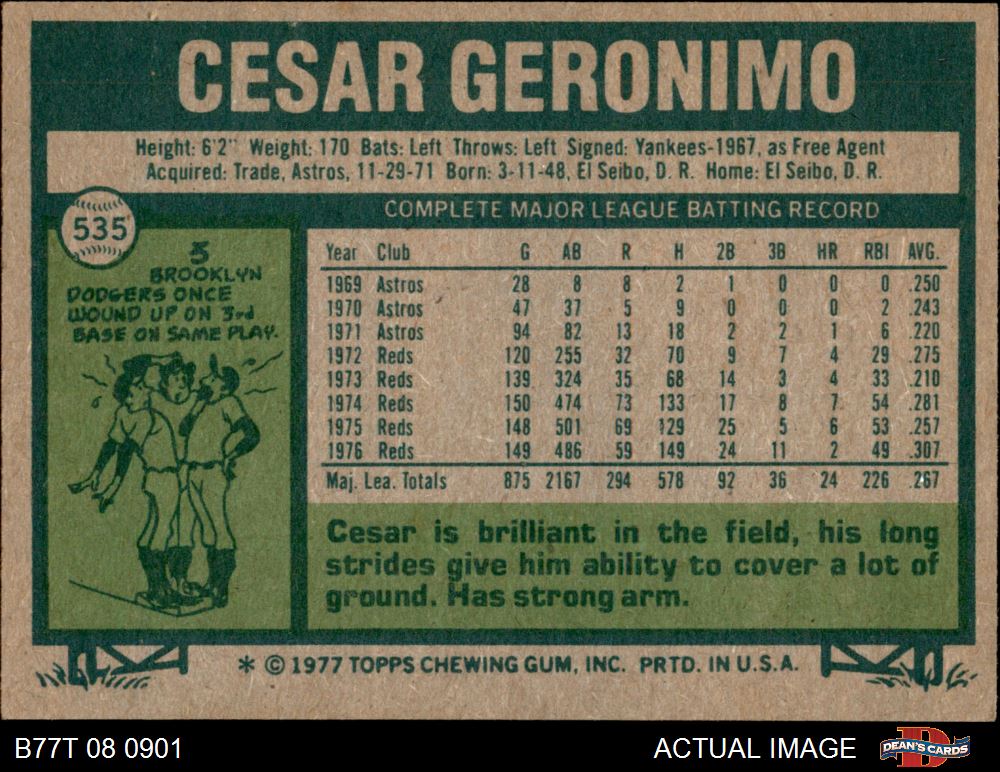 CESAR GERONIMO
Height: 6'2" Weight: 170 Bats: Left Throws: Left Signed: Yankees-1967, as Free Agent
Acquired: Trade, Astros, 11-29-71 Born: 3-11-48, El Seibo, D. R. Home: El Seibo, D. R.
COMPLETE MAJOR LEAGUE BATTING RECORD
535
3
BROOKLYN
DODGERS ONCE
WOUND UP ON 3rd
BASE ON SAME PLAY.
Year Club G AB R H 2B 3B HR RBI AVG.
1969 Astros 28 8 8 2 1 0 0 0 .250
1970 Astros 47 37 5 9 0 0 0 2 .243
1971 Astros 94 82 13 18 2 2 1 6 .220
1972 Reds 120 255 32 70 9 7 4 29 .275
1973 Reds 139 324 35 68 14 3 4 33 .210
1974 Reds 150 474 73 133 17 8 7 54 .281
1975 Reds 148 501 69 129 25 5 6 53 .257
1976 Reds 149 486 59 149 24 11 2 49 .307
Maj. Lea. Totals 875 2167 294 578 92 36 24 226 .267
Cesar is brilliant in the field, his long
strides give him ability to cover a lot of
ground. Has strong arm.
* © 1977 TOPPS CHEWING GUM, INC. PRTD. IN U.S.A.
B77T 08 0901
ACTUAL IMAGE
D
DEAN'S CARDS